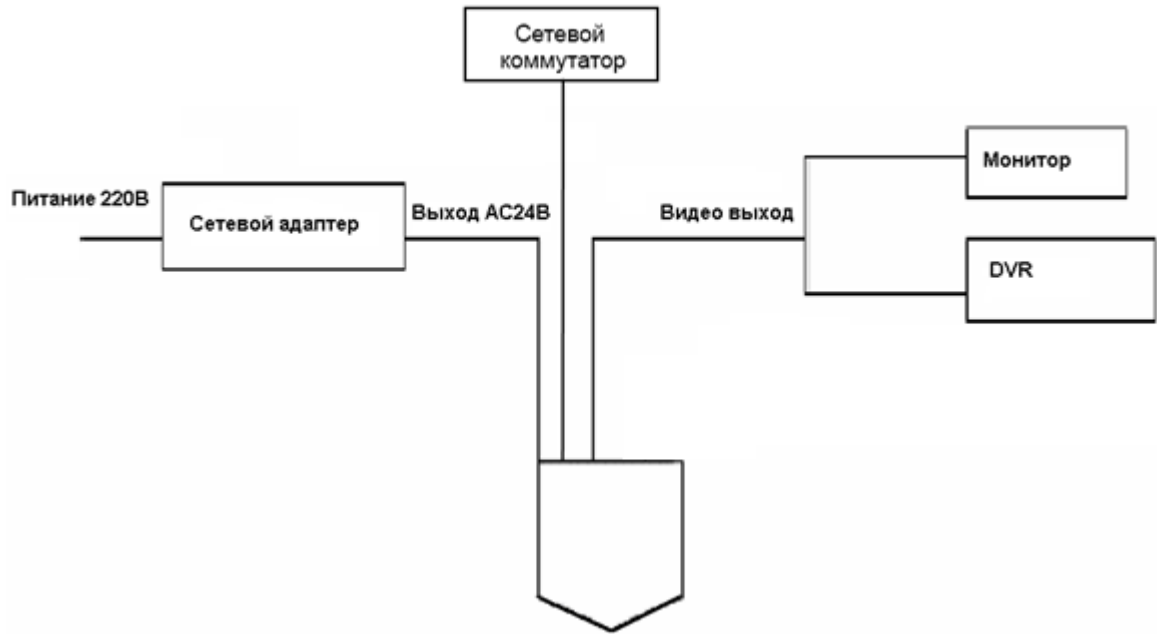 Сетевой
коммутатор
Монитор
Питание 220В
Сетевой адаптер
Выход AC24В
Видео выход
DVR